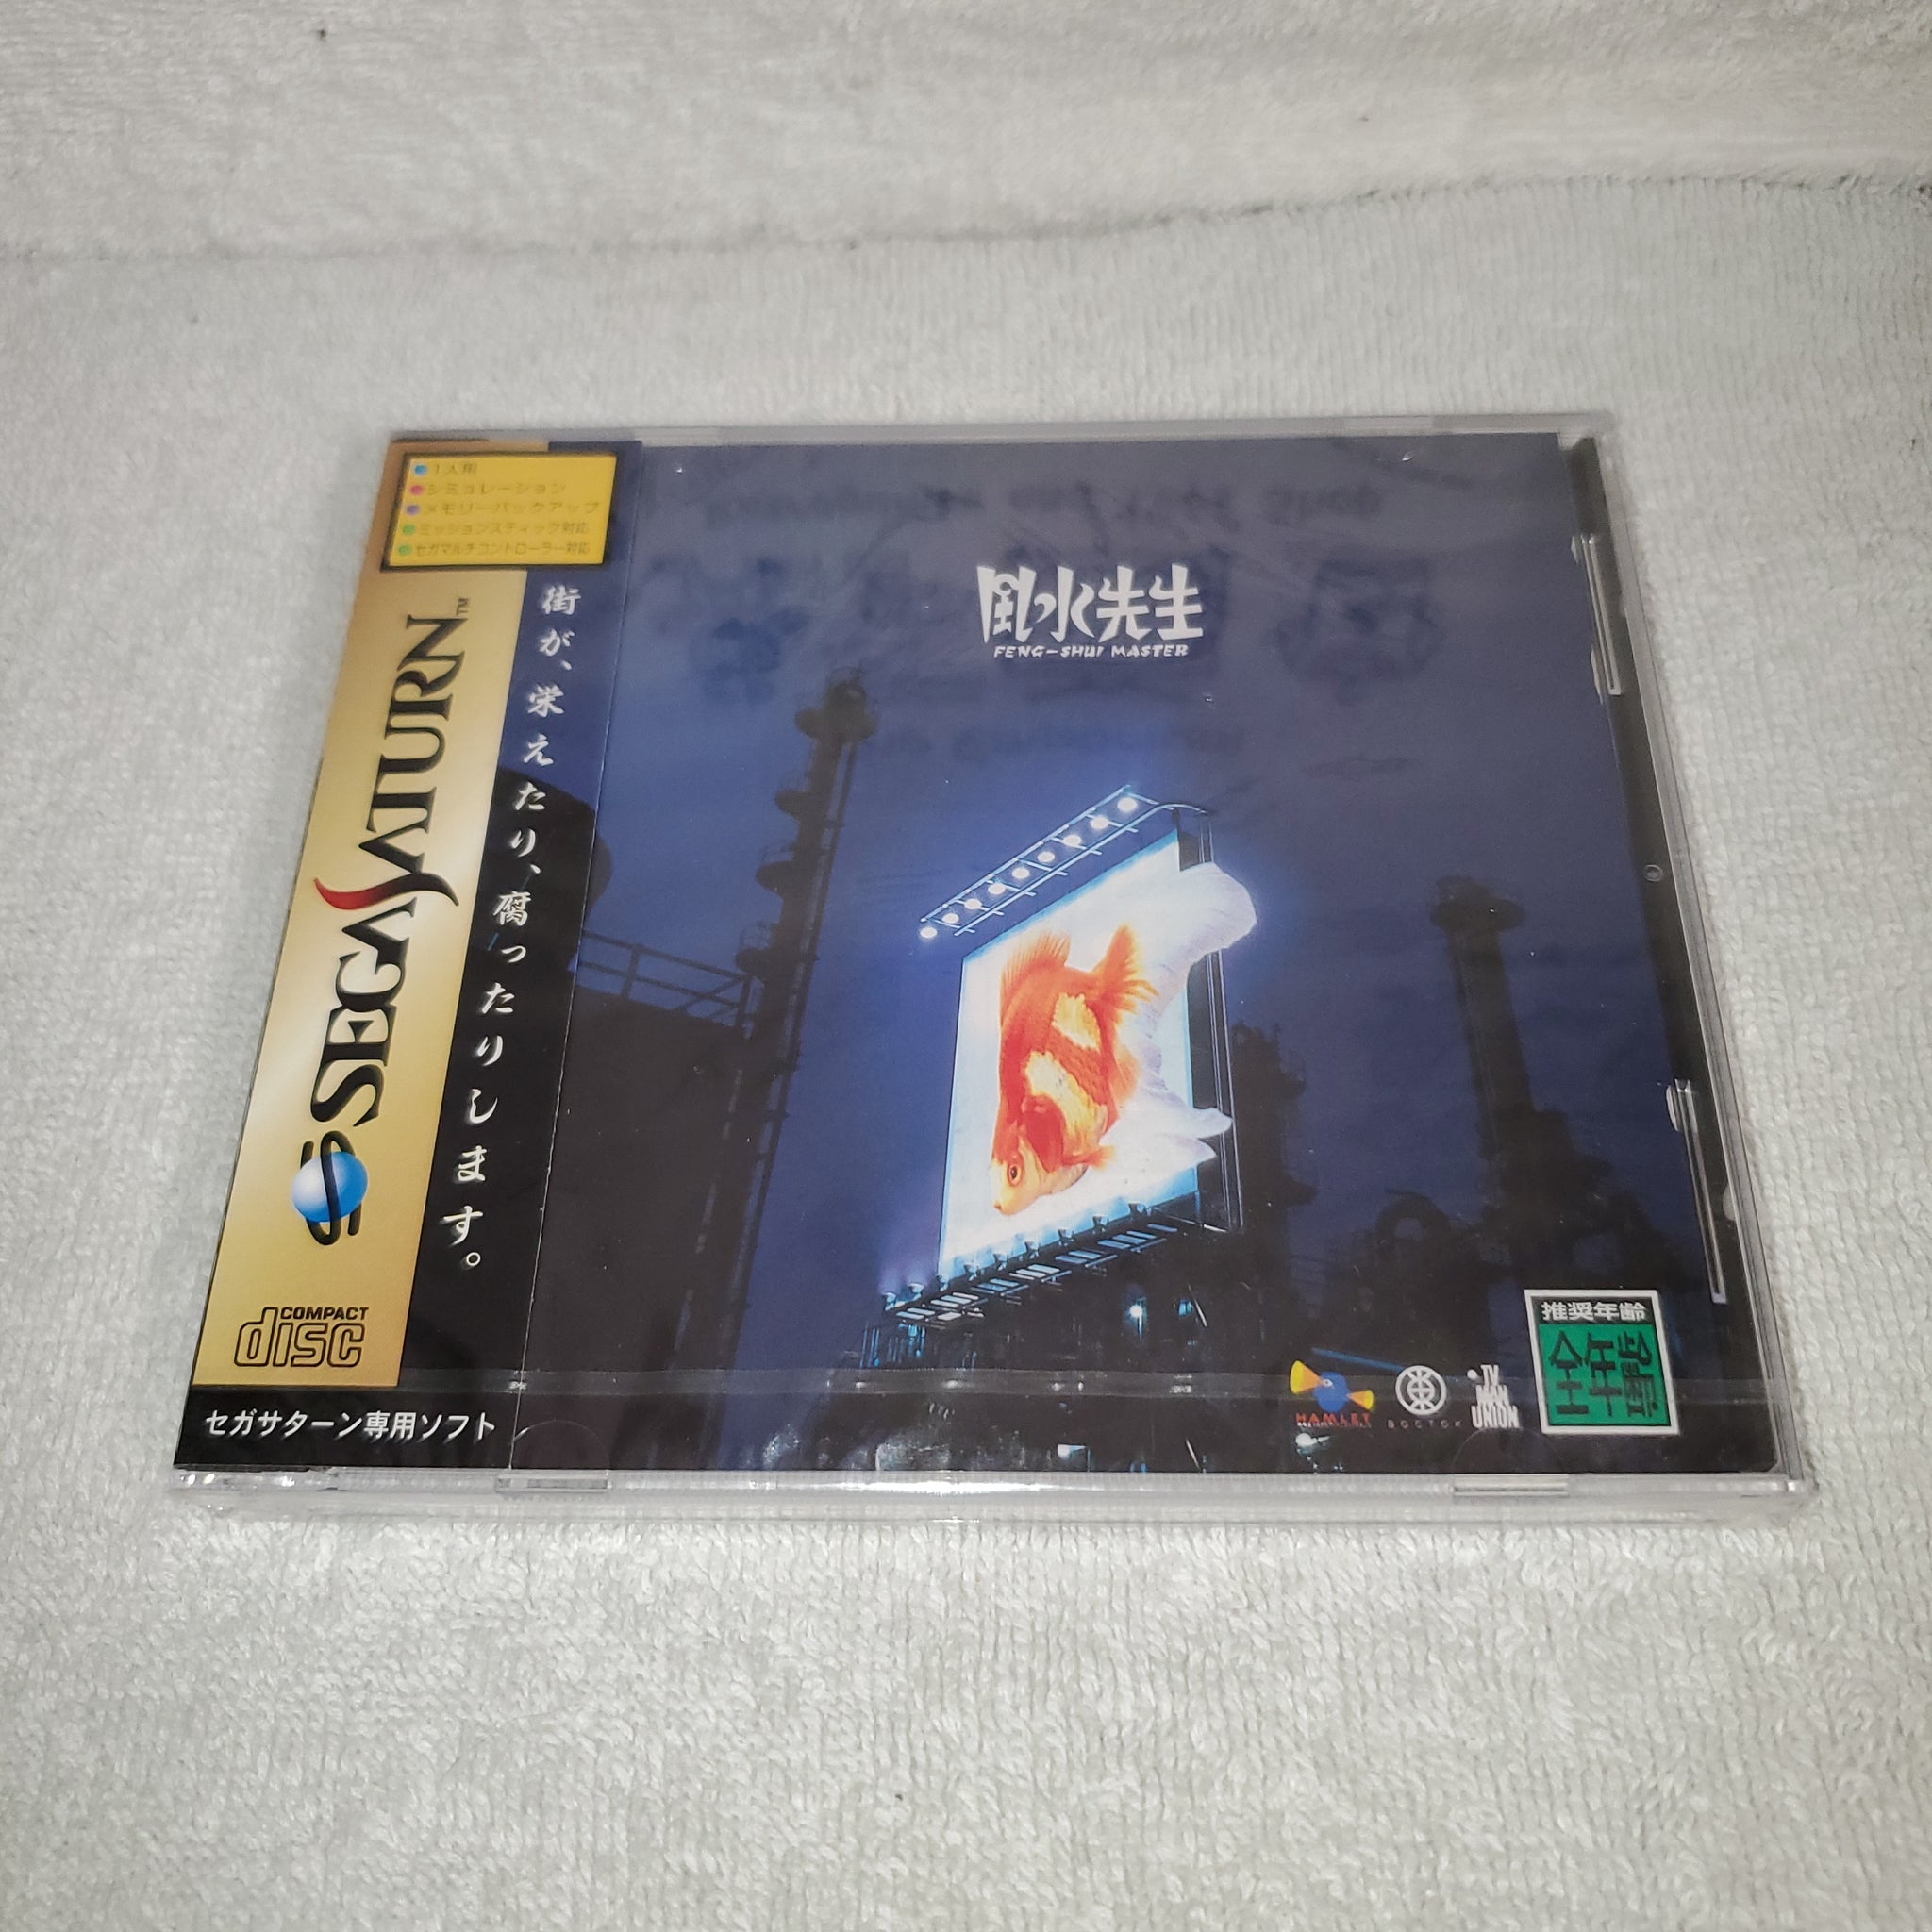 ●1人用
●シミュレーション
●メモリーバックアップ
●ミッションスティック対応
●セガマルチコントローラー対応
SEGA SATURN™
街が、栄えたり、腐ったりします。
風水先生
FENG-SHUI MASTER
COMPACT
disc
セガサターン専用ソフト
HAMLET
BOCTOK
TV
MAN
UNION
推奨年齢
全年齢